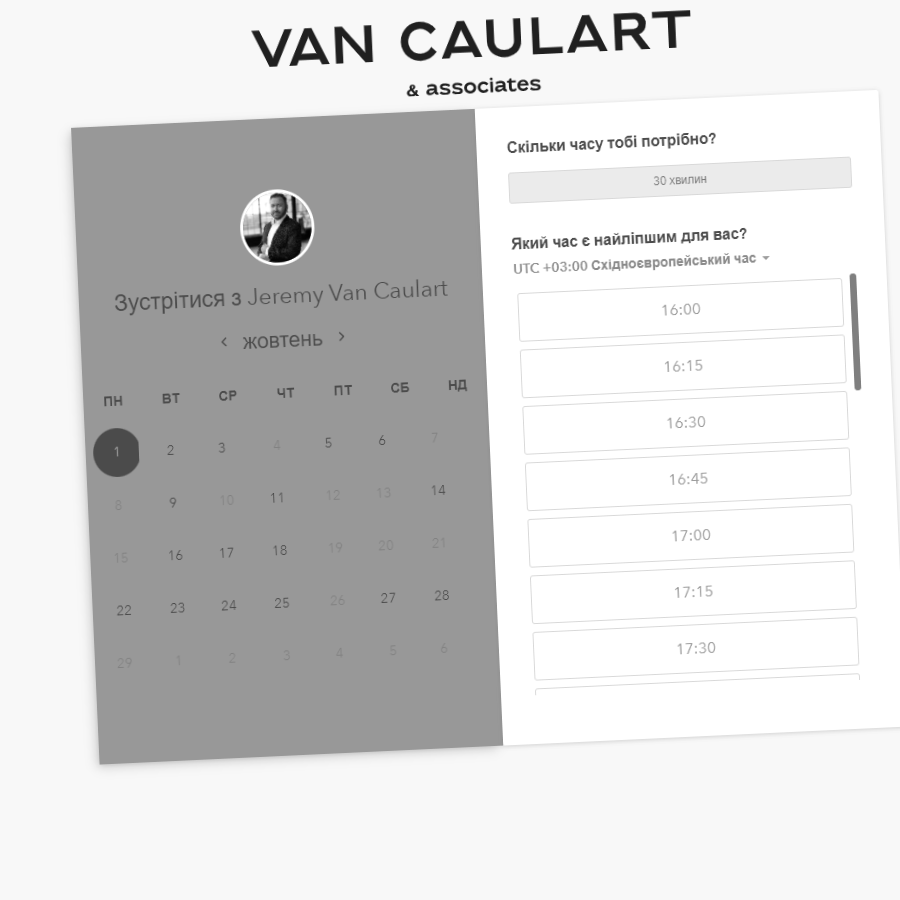 VAN CAULART
& associates
Зустрітися з Jeremy Van Caulart
‹ жовтень ›
ПН ВТ СР ЧТ ПТ СБ НД
1 2 3 4 5 6 7
8 9 10 11 12 13 14
15 16 17 18 19 20 21
22 23 24 25 26 27 28
29 1 2 3 4 5 6
Скільки часу тобі потрібно?
30 хвилин
Який час є найліпшим для вас?
UTC +03:00 Східноєвропейський час
16:00
16:15
16:30
16:45
17:00
17:15
17:30